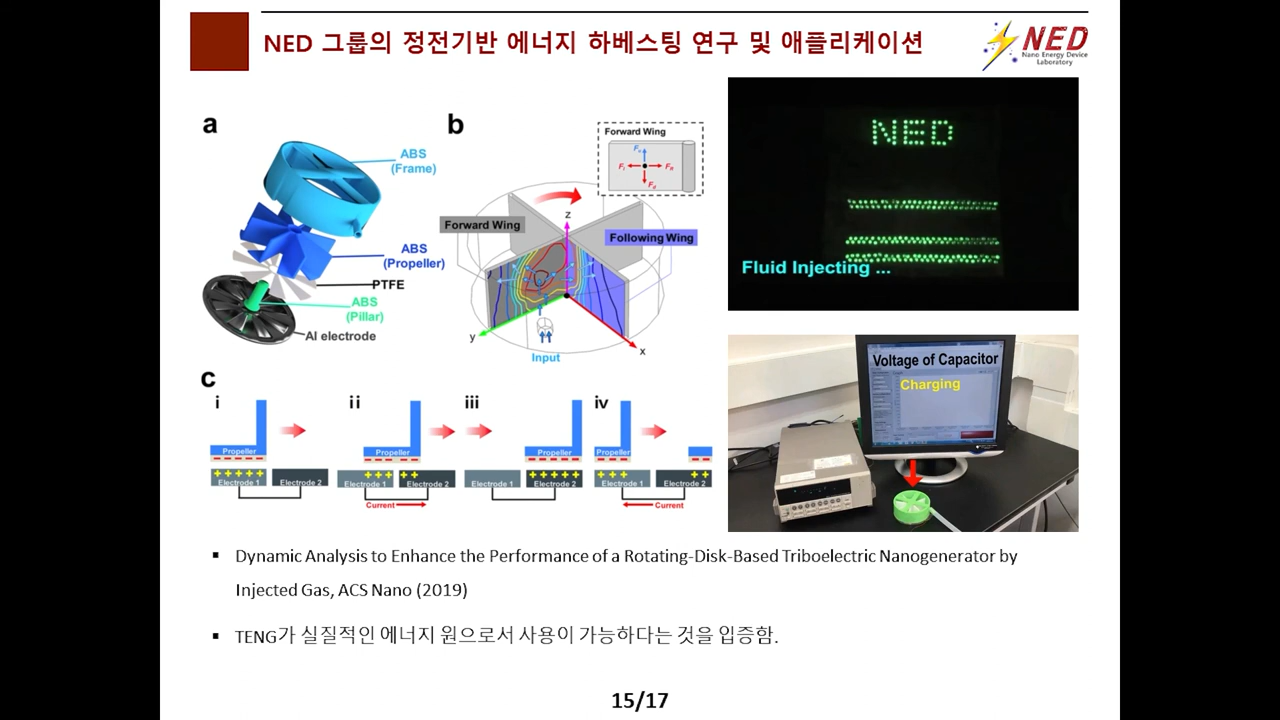 NED 그룹의 정전기반 에너지 하베스팅 연구 및 애플리케이션
NED
Nano Energy Device
Laboratory
a
ABS
(Frame)
ABS
(Propeller)
PTFE
ABS
(Pillar)
Al electrode
b
Forward Wing
Forward Wing
Following Wing
z
y
x
Input
c
i
ii
iii
iv
Propeller
Propeller
Propeller
Propeller
+ + + + +
+ + +
+ +
+ + + + +
+ + +
+ +
Electrode 1
Electrode 2
Electrode 1
Electrode 2
Electrode 1
Electrode 2
Electrode 1
Electrode 2
Current
Current
NED
Fluid Injecting ...
Voltage of Capacitor
Charging
▪ Dynamic Analysis to Enhance the Performance of a Rotating-Disk-Based Triboelectric Nanogenerator by
Injected Gas, ACS Nano (2019)
▪ TENG가 실질적인 에너지 원으로서 사용이 가능하다는 것을 입증함.
15/17